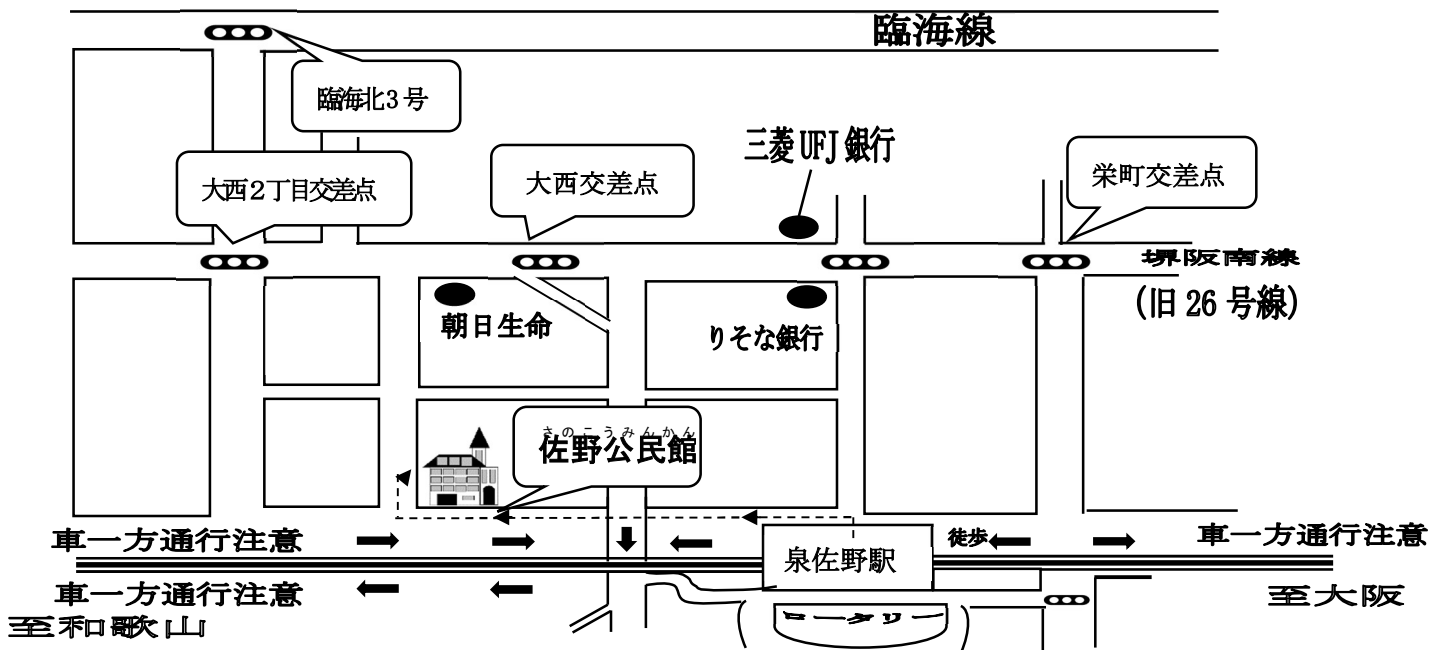 臨海線
臨海北3号
三菱UFJ銀行
大西2丁目交差点
大西交差点
栄町交差点
堺阪南線
(旧26号線)
朝日生命
りそな銀行
さのこうみんかん
佐野公民館
車一方通行注意
徒歩
車一方通行注意
泉佐野駅
車一方通行注意
至大阪
至和歌山
ロータリー